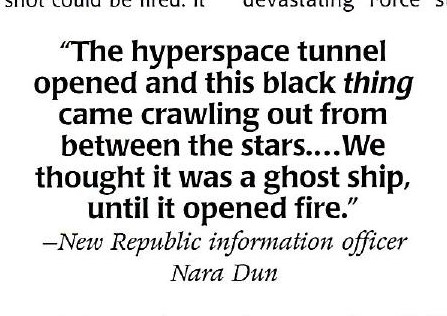 shot could be fired. It devastating Force
"The hyperspace tunnel
opened and this black thing
came crawling out from
between the stars....We
thought it was a ghost ship,
until it opened fire."
–New Republic information officer
Nara Dun